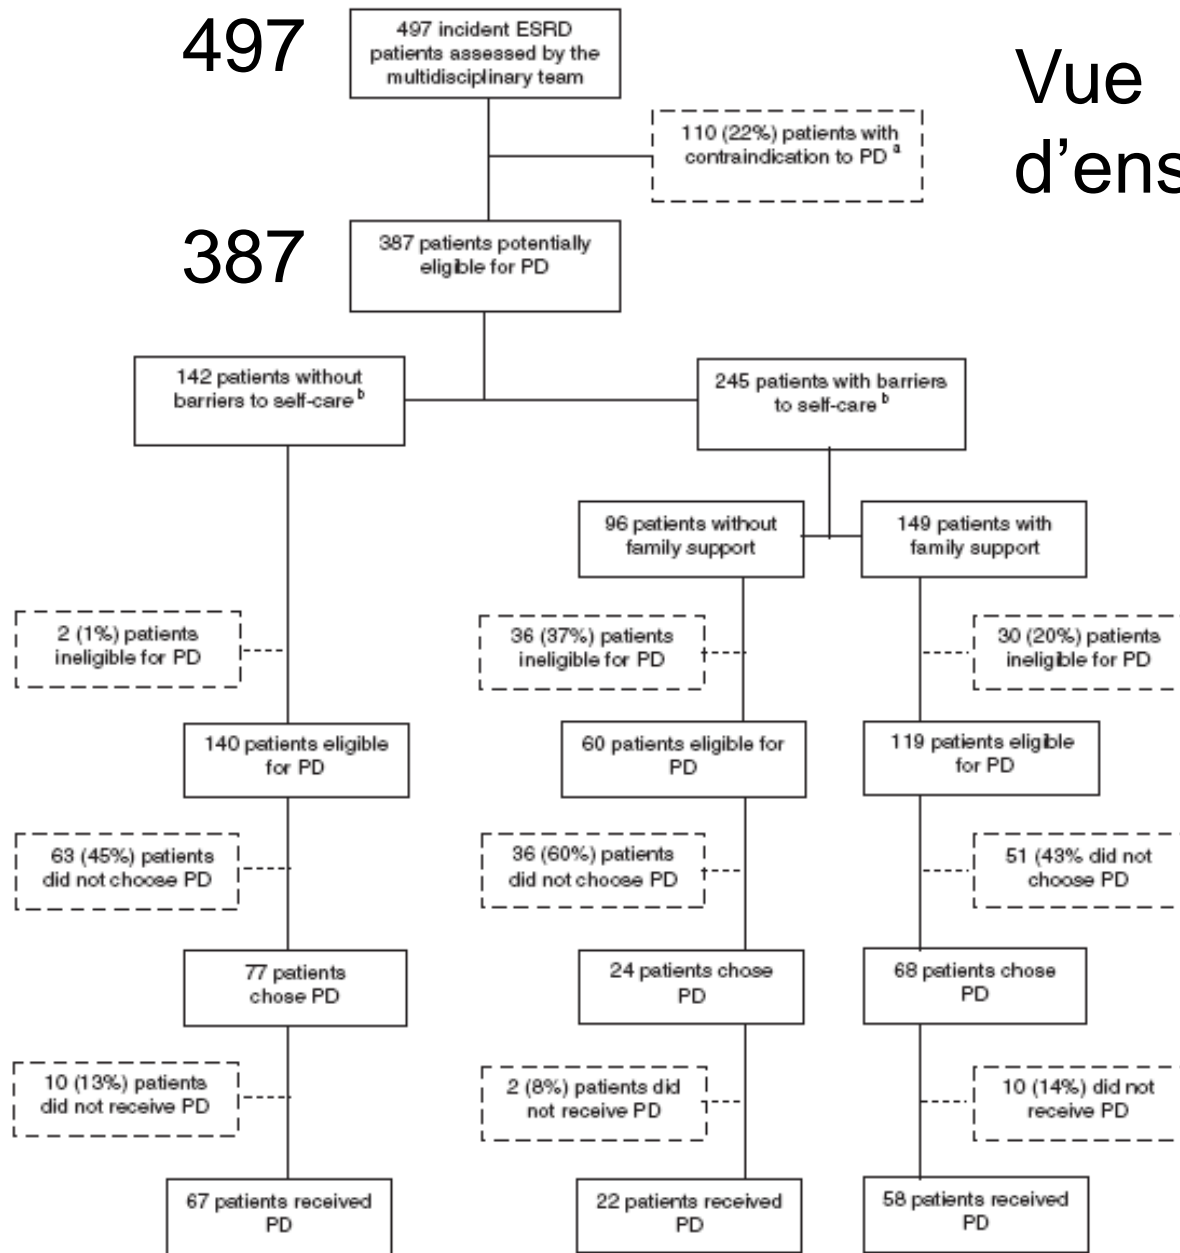 497
497 incident ESRD
patients assessed by the
multidisciplinary team
Vue
d'ens
110 (22%) patients with
contraindication to PD a
387
387 patients potentially
eligible for PD
142 patients without
barriers to self-care b
245 patients with barriers
to self-care b
96 patients without
family support
149 patients with
family support
2 (1%) patients
ineligible for PD
36 (37%) patients
ineligible for PD
30 (20%) patients
ineligible for PD
140 patients eligible
for PD
60 patients eligible for
PD
119 patients eligible
for PD
63 (45%) patients
did not choose PD
36 (60%) patients
did not choose PD
51 (43% did not
choose PD
77 patients
chose PD
24 patients chose
PD
68 patients chose
PD
10 (13%) patients
did not receive PD
2 (8%) patients did
not receive PD
10 (14%) did not
receive PD
67 patients received
PD
22 patients received
PD
58 patients received
PD